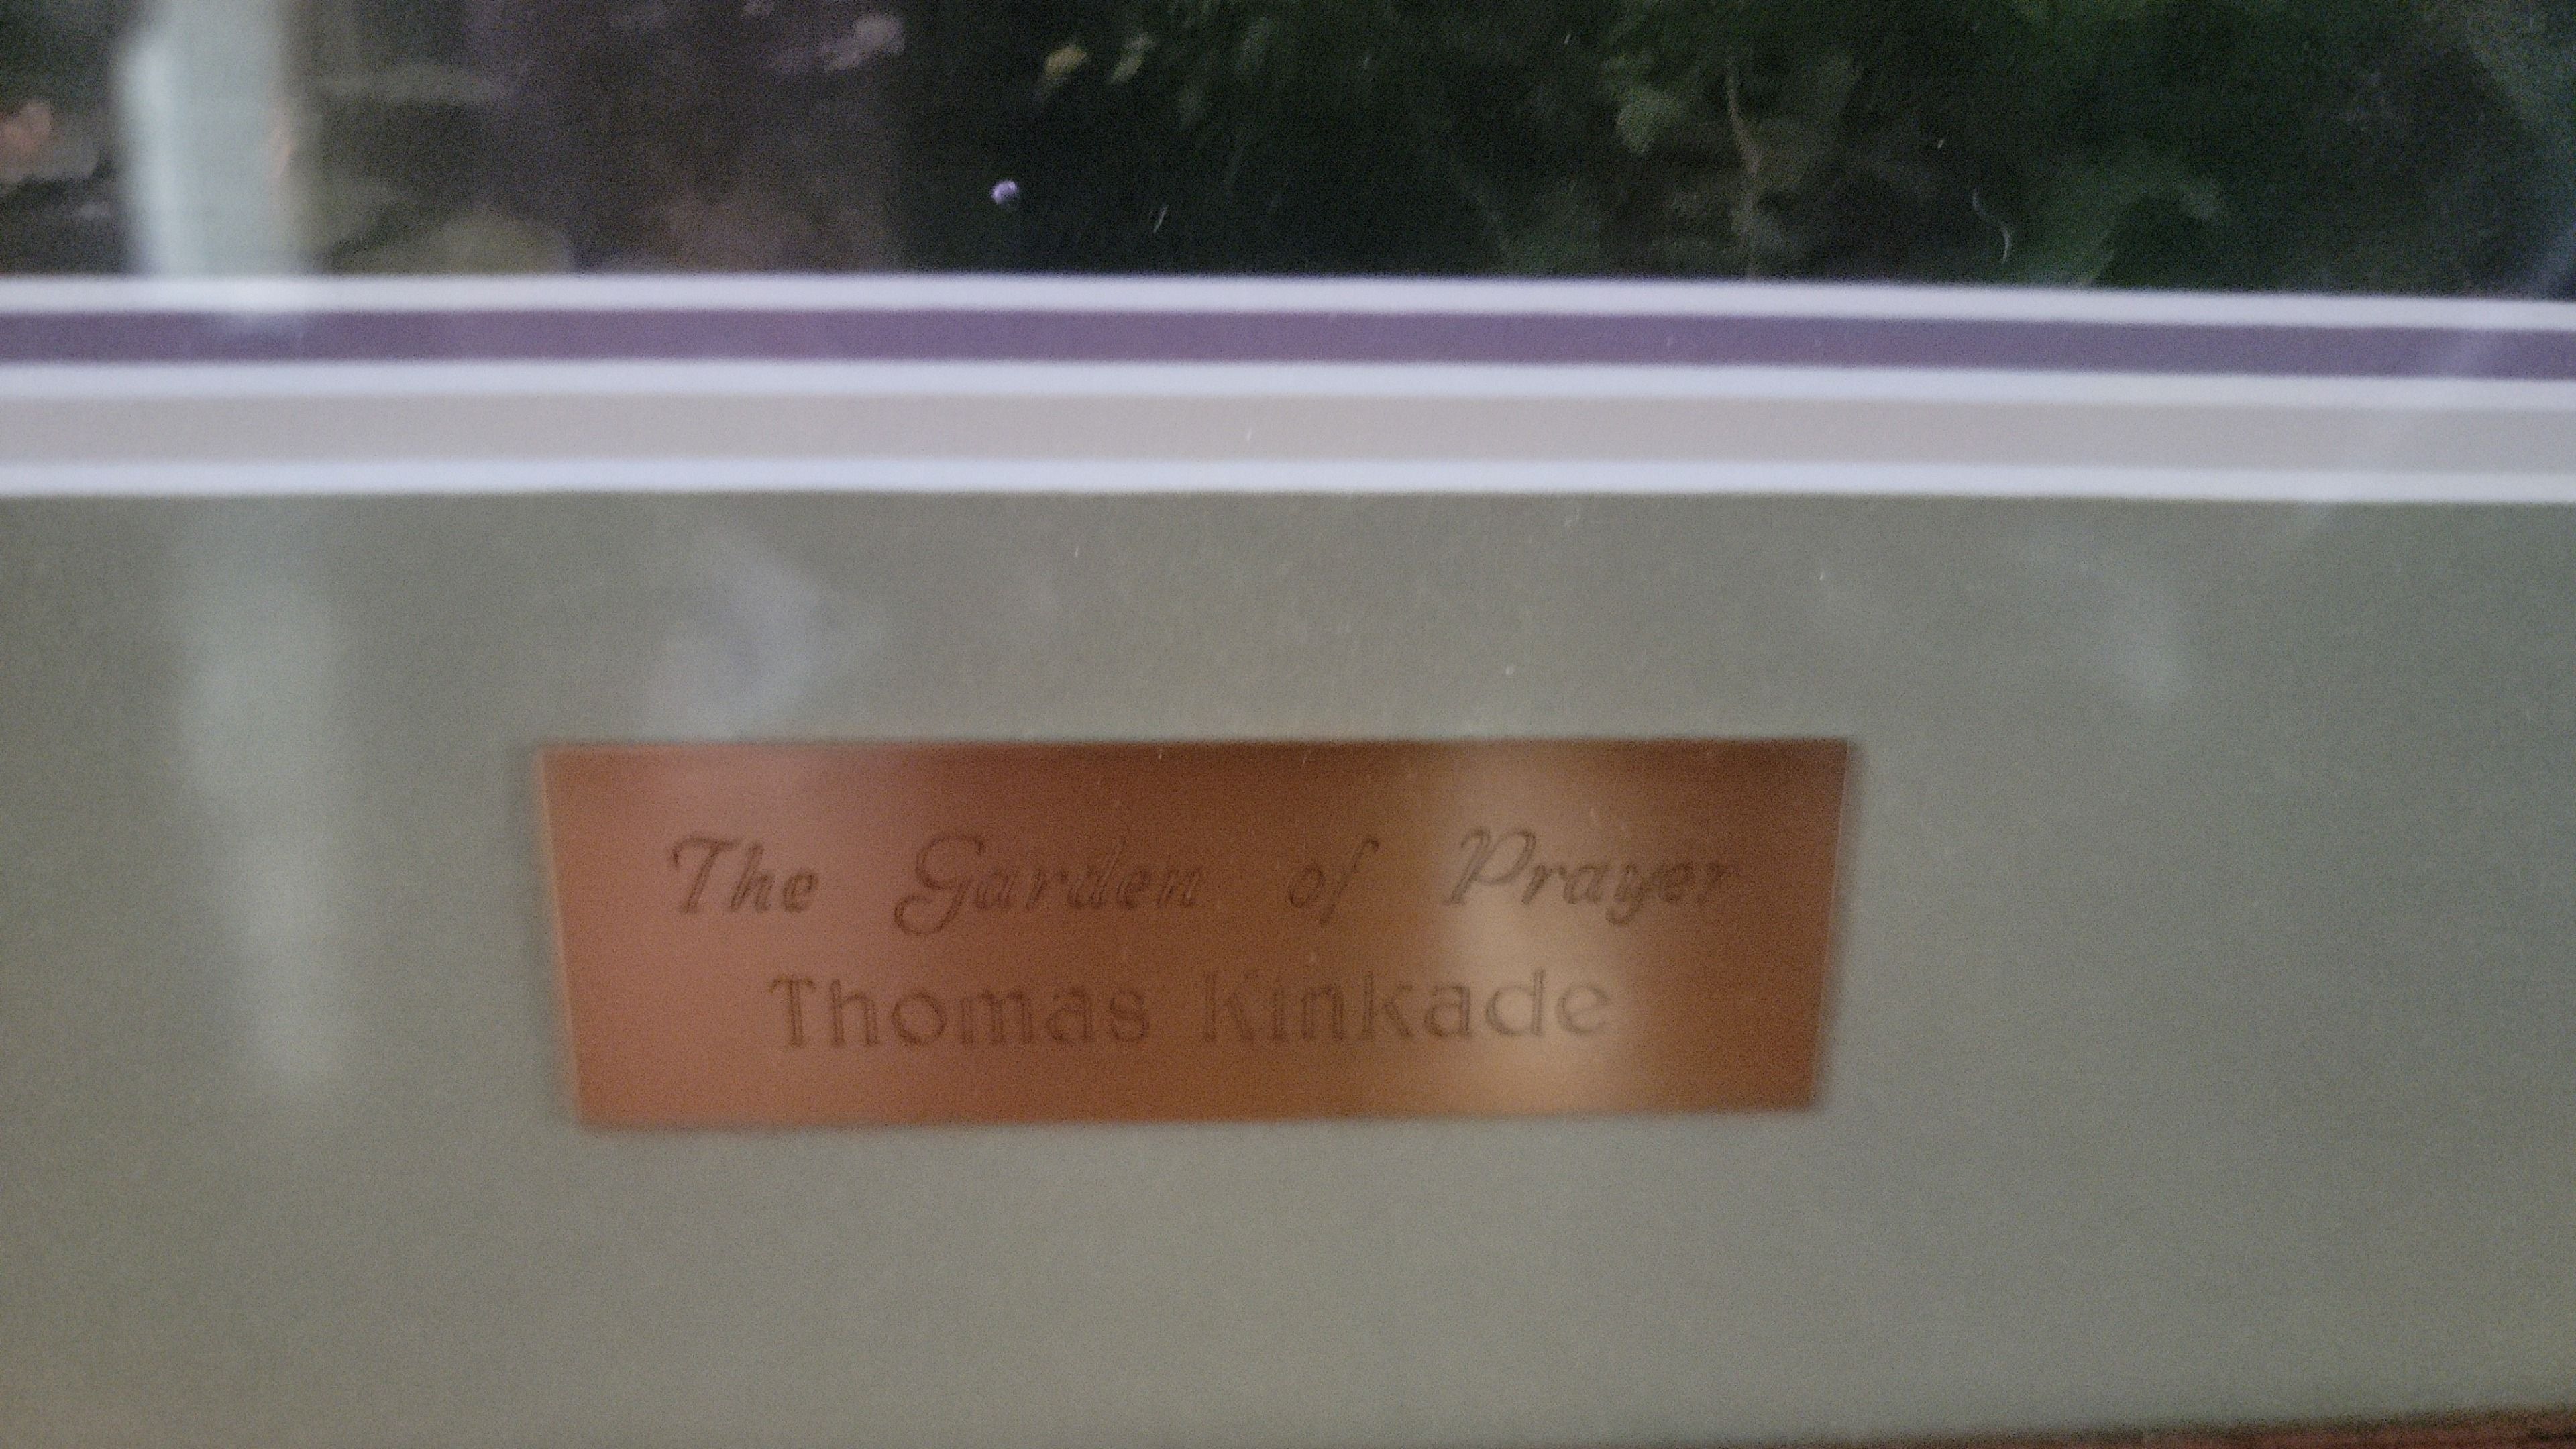 The Garden of Prayer
Thomas Kinkade